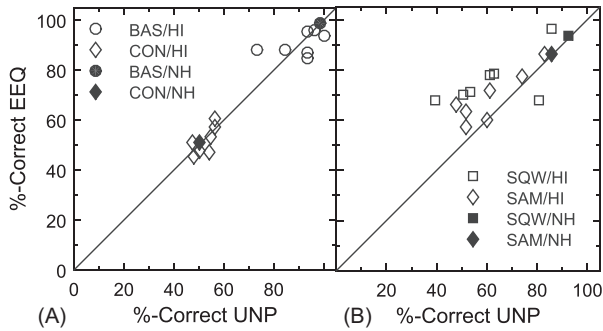 100
80
60
40
20
0
%-Correct EEQ
BAS/HI
CON/HI
BAS/NH
CON/NH
SQW/HI
SAM/HI
SQW/NH
SAM/NH
0 20 40 60 80 0 20 40 60 80 100
(A) %-Correct UNP (B) %-Correct UNP